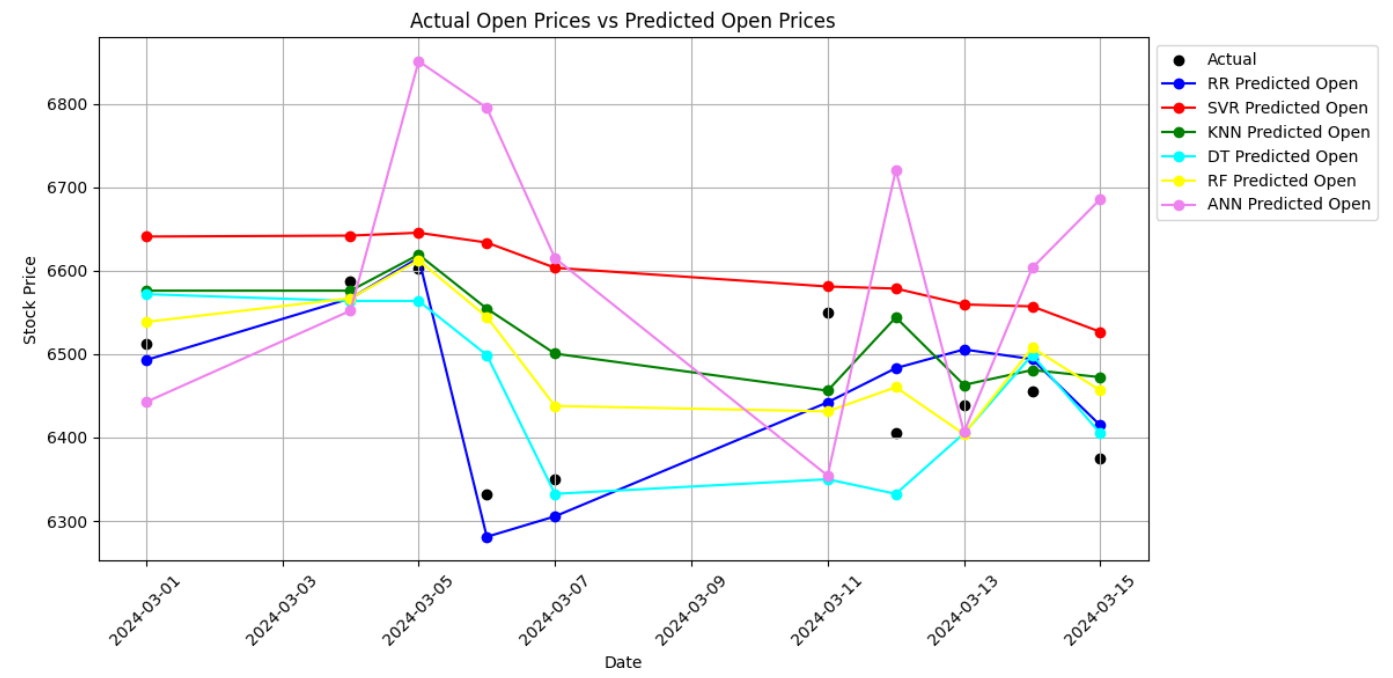 Actual Open Prices vs Predicted Open Prices
Stock Price
6800
6700
6600
6500
6400
6300
2024-03-01
2024-03-03
2024-03-05
2024-03-07
2024-03-09
2024-03-11
2024-03-13
2024-03-15
Date
Actual
RR Predicted Open
SVR Predicted Open
KNN Predicted Open
DT Predicted Open
RF Predicted Open
ANN Predicted Open